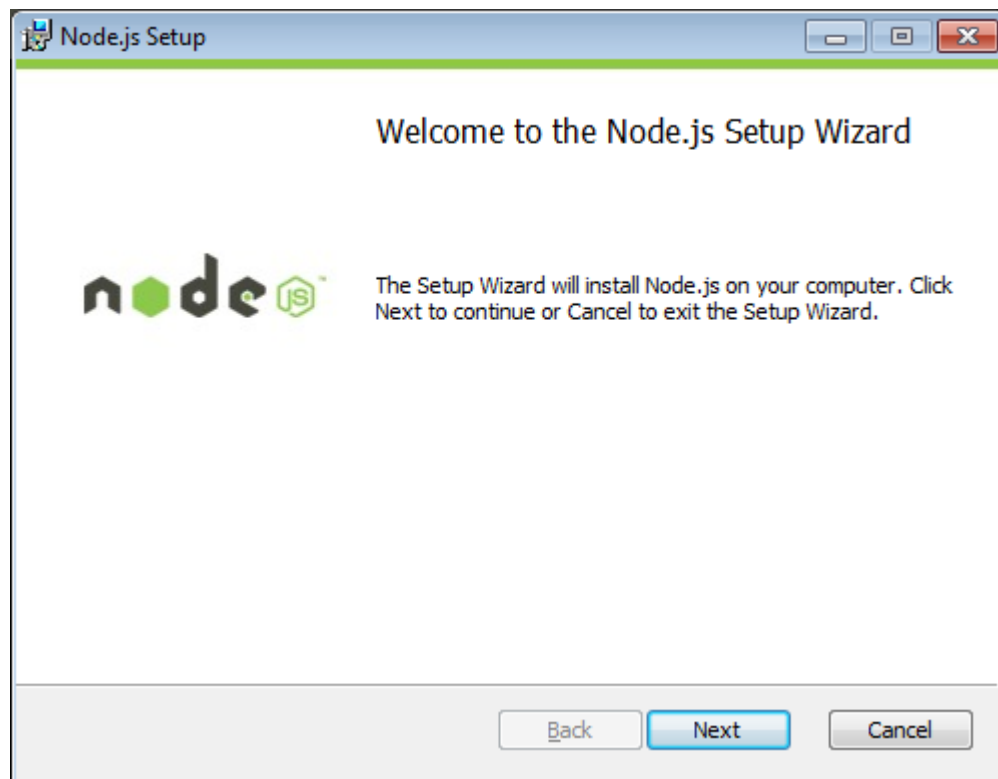 Node.js Setup
Welcome to the Node.js Setup Wizard
node JS™
The Setup Wizard will install Node.js on your computer. Click
Next to continue or Cancel to exit the Setup Wizard.
Back
Next
Cancel